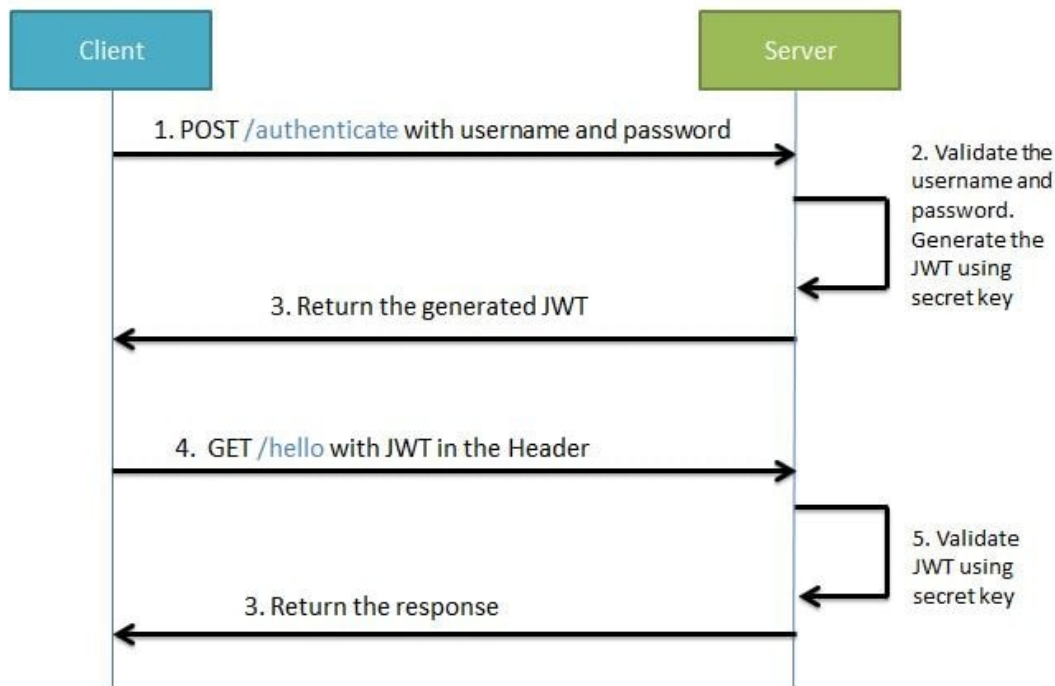 Client
Server
1. POST /authenticate with username and password
2. Validate the
username and
password.
Generate the
JWT using
secret key
3. Return the generated JWT
4. GET /hello with JWT in the Header
5. Validate
JWT using
secret key
3. Return the response